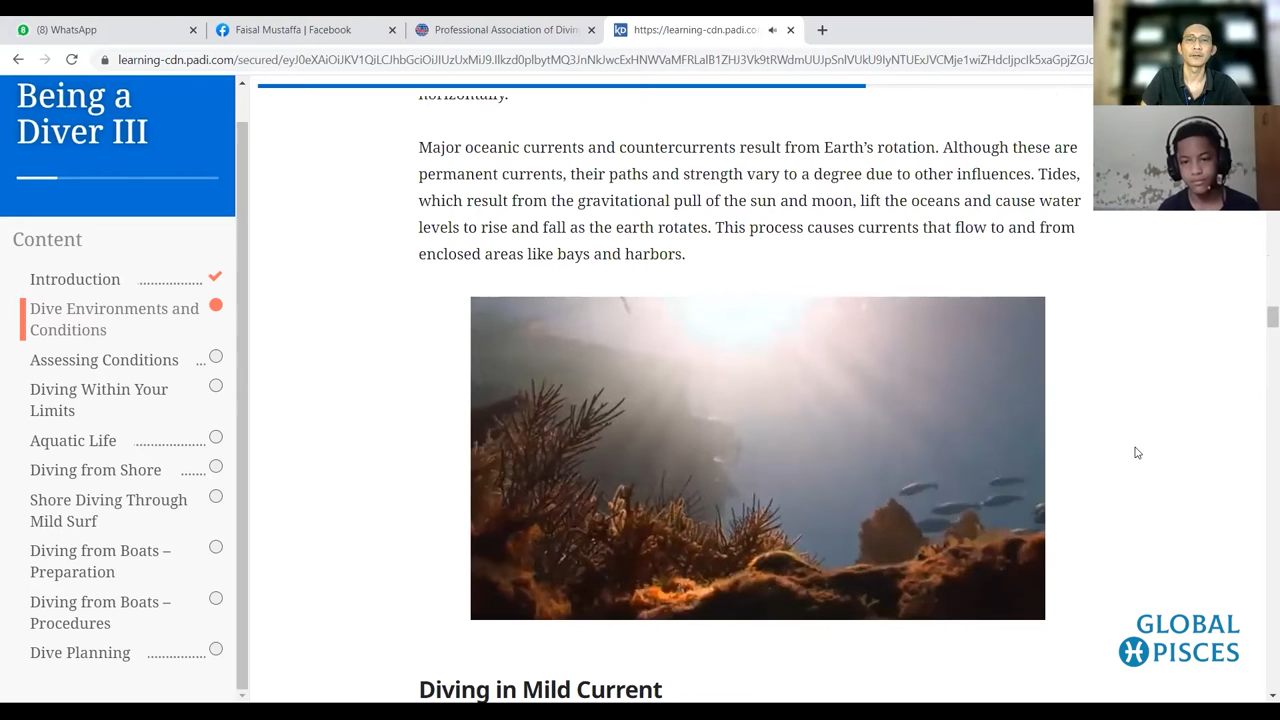 (8) WhatsApp
Faisal Mustaffa | Facebook
Professional Association of Divin
https://learning-cdn.padi.co
Being a
Diver III
Content
Introduction
Dive Environments and
Conditions
Assessing Conditions
Diving Within Your
Limits
Aquatic Life
Diving from Shore
Shore Diving Through
Mild Surf
Diving from Boats –
Preparation
Diving from Boats –
Procedures
Dive Planning
horizontally.
Major oceanic currents and countercurrents result from Earth’s rotation. Although these are
permanent currents, their paths and strength vary to a degree due to other influences. Tides,
which result from the gravitational pull of the sun and moon, lift the oceans and cause water
levels to rise and fall as the earth rotates. This process causes currents that flow to and from
enclosed areas like bays and harbors.
Diving in Mild Current
GLOBAL
PISCES